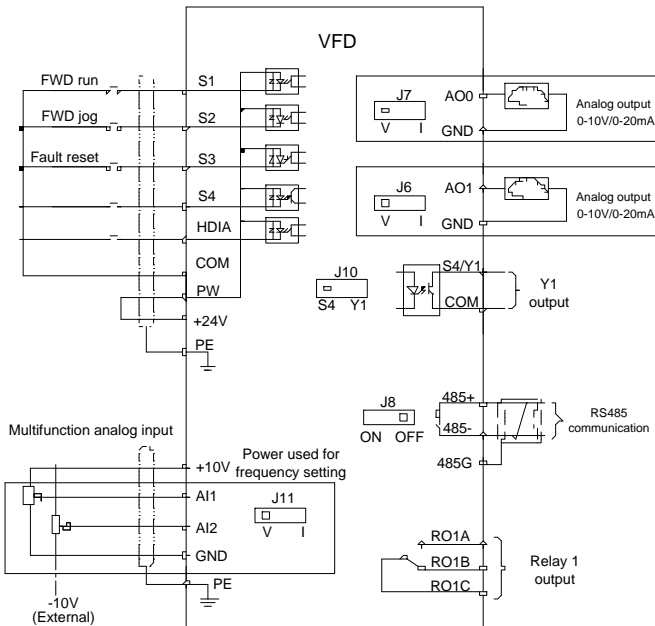 VFD
FWD run
S1
FWD jog
S2
Fault reset
S3
S4
HDIA
COM
PW
+24V
PE
J7
V I
AO0
GND
Analog output
0-10V/0-20mA
J6
V I
AO1
GND
Analog output
0-10V/0-20mA
J10
S4 Y1
S4/Y1
COM
Y1
output
J8
ON OFF
485+
485-
485G
RS485
communication
Multifunction analog input
Power used for
frequency setting
+10V
AI1
AI2
GND
PE
J11
V I
-10V
(External)
RO1A
RO1B
RO1C
Relay 1
output